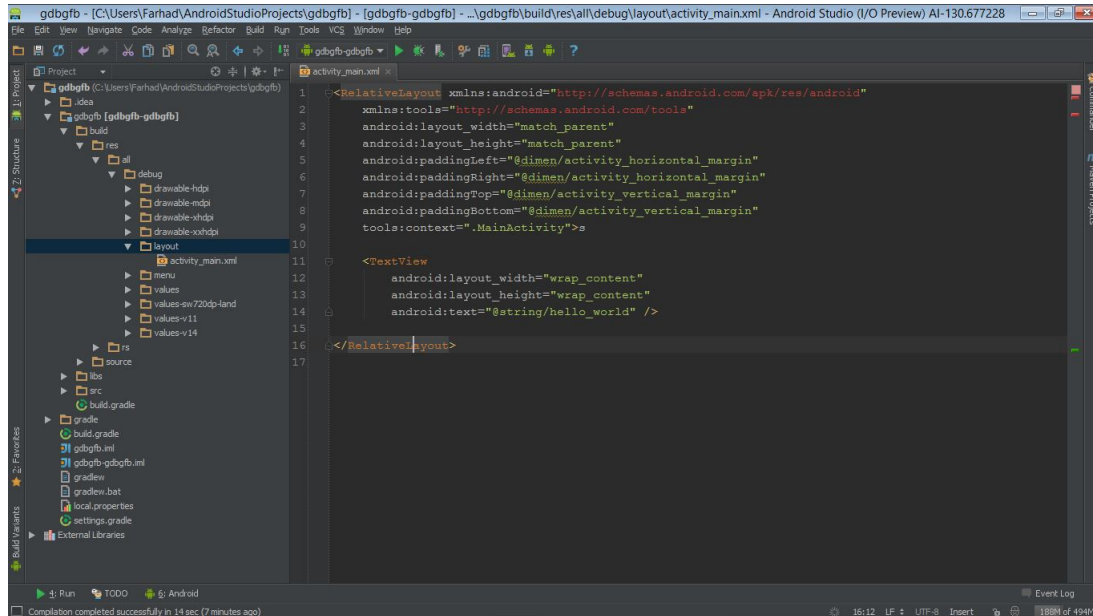 gdbgfb - [C:\Users\Farhad\AndroidStudioProjects\gdbgfb] - [gdbgfb-gdbgfb] - ...\gdbgfb\build\res\all\debug\layout\activity_main.xml - Android Studio (I/O Preview) AI-130.677228
File Edit View Navigate Code Analyze Refactor Build Run Tools VCS Window Help
gdbgfb-gdbgfb
Project
activity_main.xml
1: Project
2: Structure
2: Favorites
Build Variants
Commander
Maven Projects
gdbgfb (C:\Users\Farhad\AndroidStudioProjects\gdbgfb)
.idea
gdbgfb [gdbgfb-gdbgfb]
build
res
all
debug
drawable-hdpi
drawable-mdpi
drawable-xhdpi
drawable-xxhdpi
layout
activity_main.xml
menu
values
values-sw720dp-land
values-v11
values-v14
rs
source
libs
src
build.gradle
gradle
build.gradle
gdbgfb.iml
gdbgfb-gdbgfb.iml
gradlew
gradlew.bat
local.properties
settings.gradle
External Libraries
1 <RelativeLayout xmlns:android="http://schemas.android.com/apk/res/android"
2 xmlns:tools="http://schemas.android.com/tools"
3 android:layout_width="match_parent"
4 android:layout_height="match_parent"
5 android:paddingLeft="@dimen/activity_horizontal_margin"
6 android:paddingRight="@dimen/activity_horizontal_margin"
7 android:paddingTop="@dimen/activity_vertical_margin"
8 android:paddingBottom="@dimen/activity_vertical_margin"
9 tools:context=".MainActivity">s
10
11 <TextView
12 android:layout_width="wrap_content"
13 android:layout_height="wrap_content"
14 android:text="@string/hello_world" />
15
16 </RelativeLayout>
17
4: Run TODO 6: Android Event Log
Compilation completed successfully in 14 sec (7 minutes ago) 16:12 LF UTF-8 Insert 188M of 494M